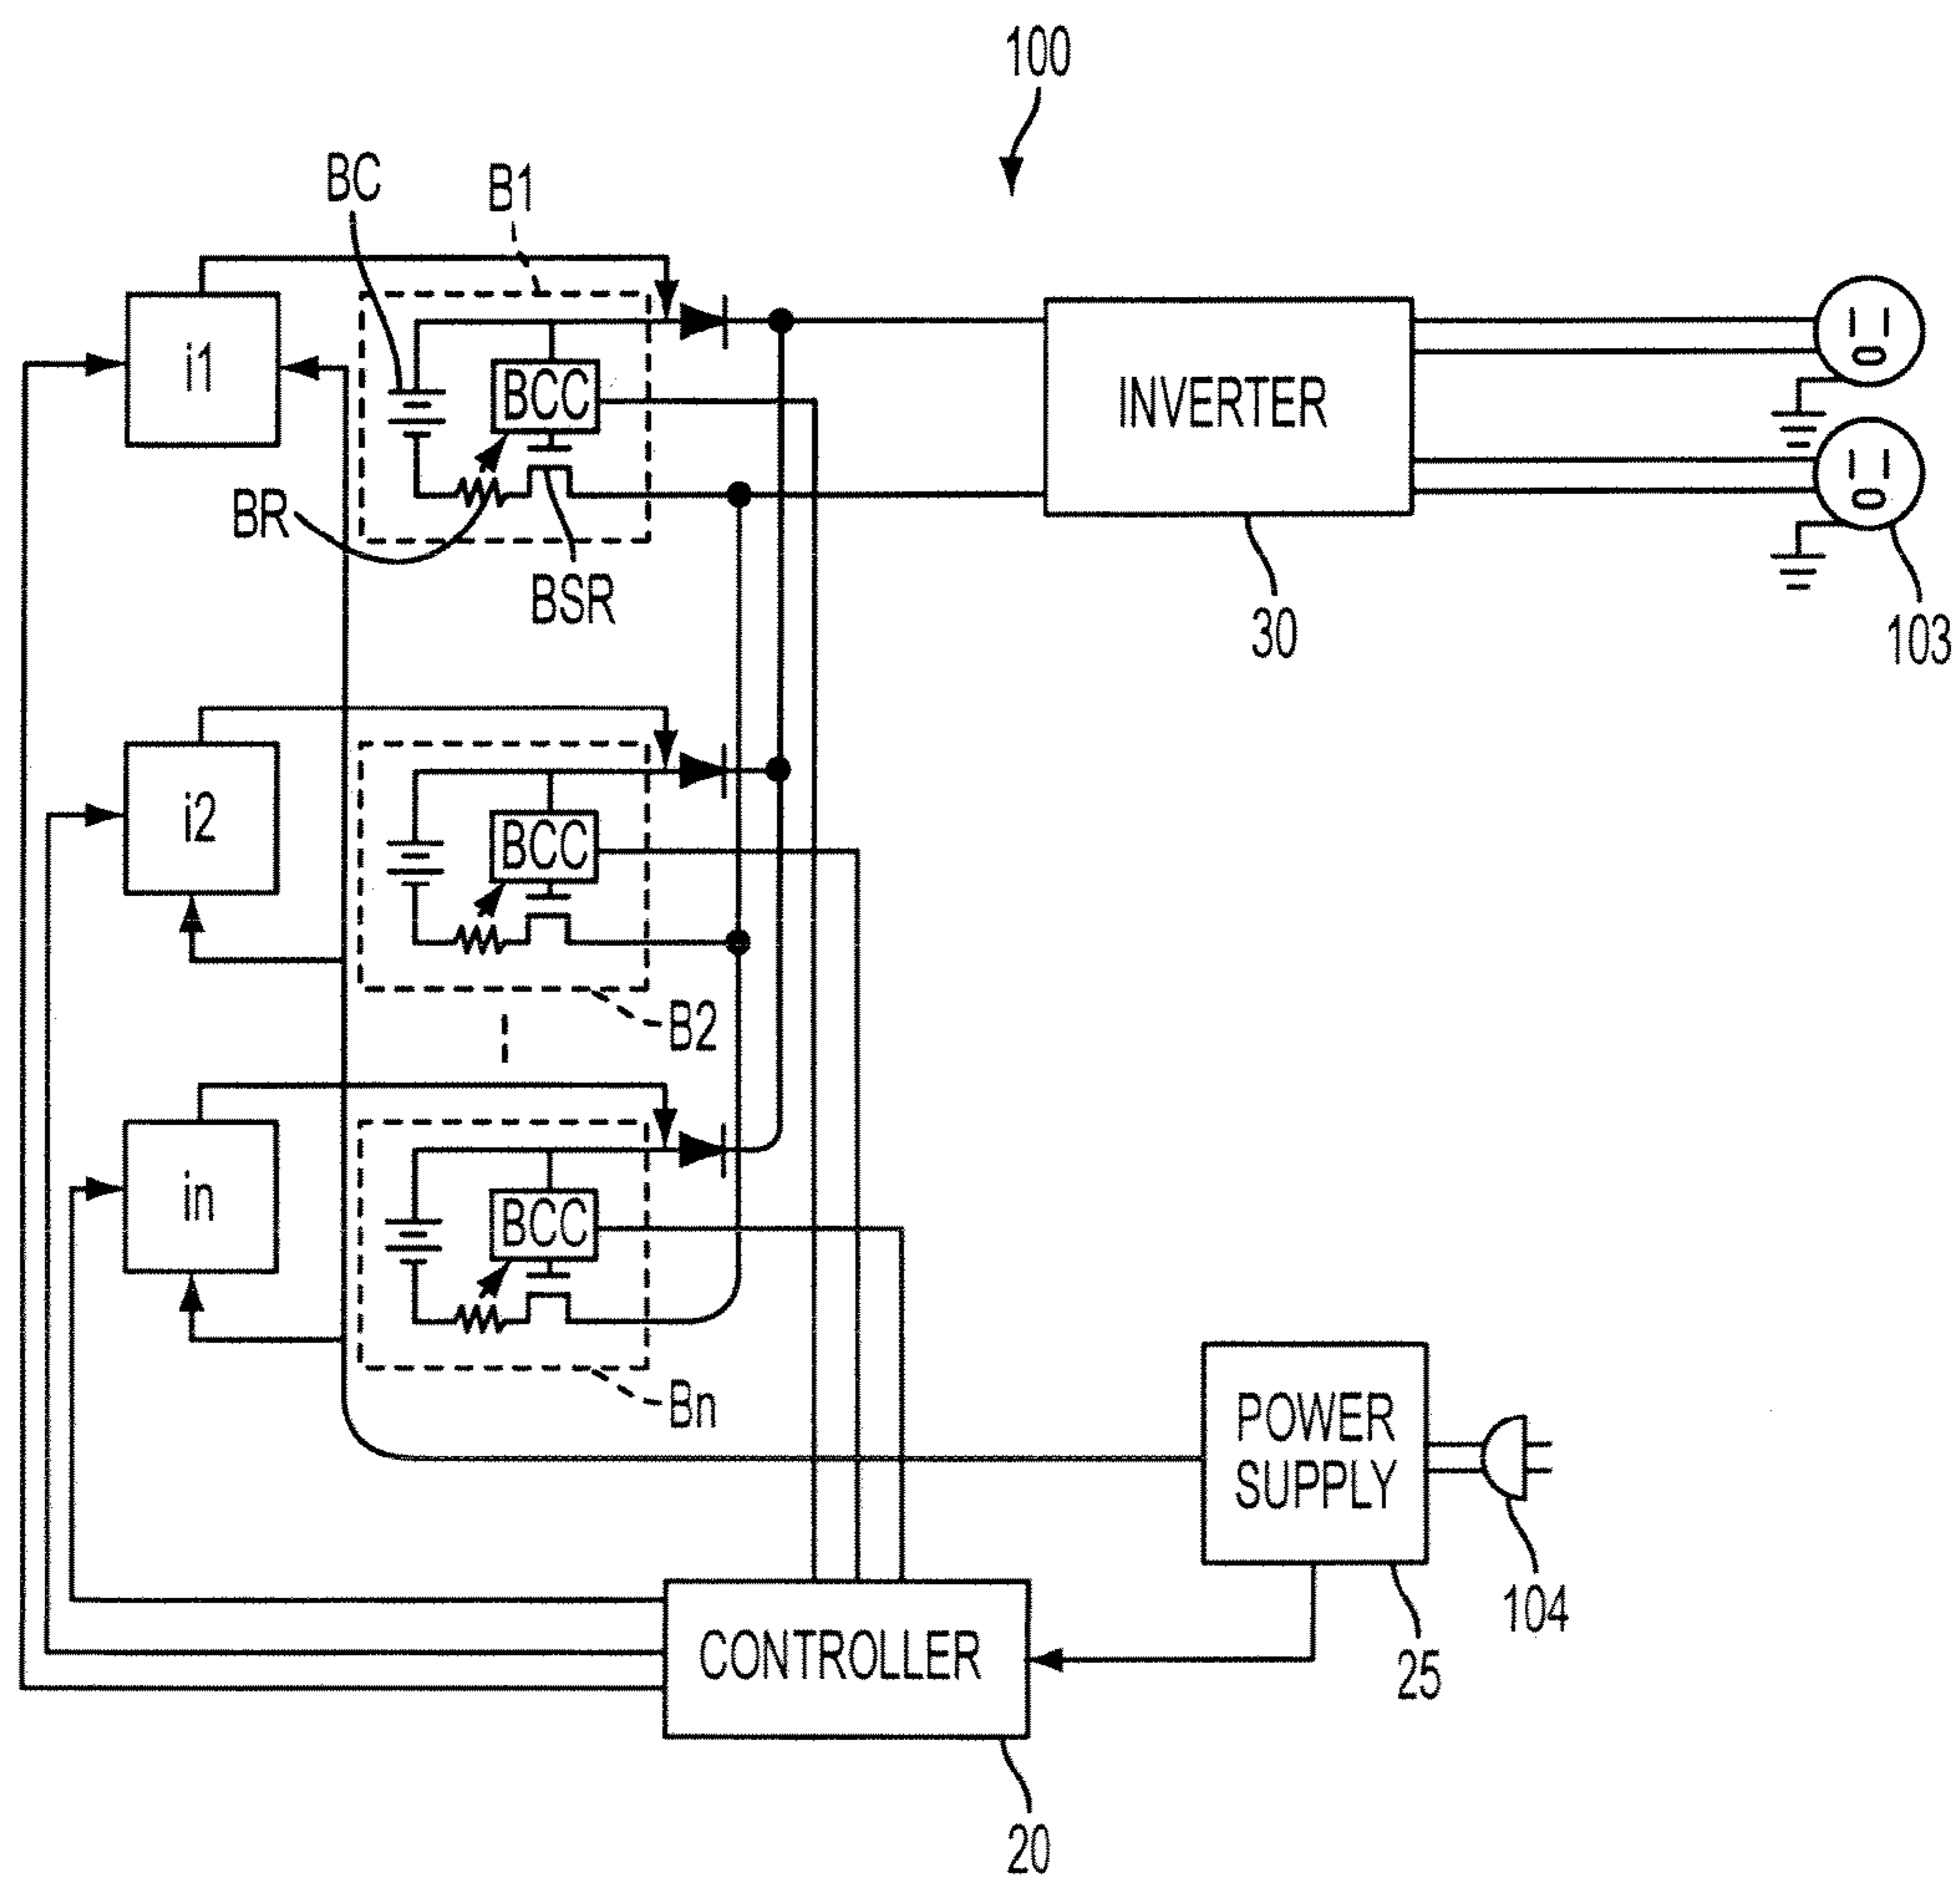 100
BC
B1
i1
BCC
INVERTER
BR
BSR
30
103
i2
BCC
B2
in
BCC
Bn
POWER
SUPPLY
104
25
CONTROLLER
20